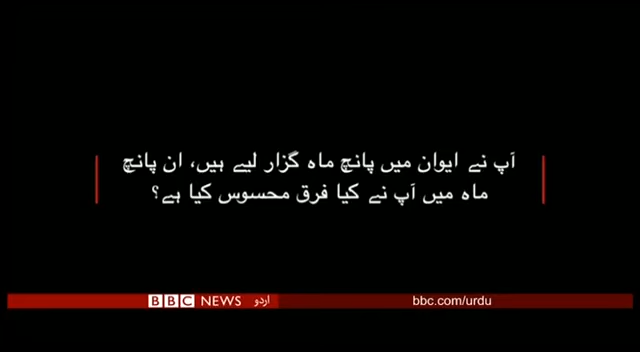 آپ نے ایوان میں پانچ ماہ گزار لیے ہیں، ان پانچ
ماہ میں آپ نے کیا فرق محسوس کیا ہے؟
BBC NEWS اردو bbc.com/urdu